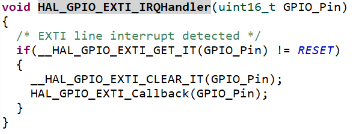 void HAL_GPIO_EXTI_IRQHandler(uint16_t GPIO_Pin)
{
  /* EXTI line interrupt detected */
  if(__HAL_GPIO_EXTI_GET_IT(GPIO_Pin) != RESET)
  {
    __HAL_GPIO_EXTI_CLEAR_IT(GPIO_Pin);
    HAL_GPIO_EXTI_Callback(GPIO_Pin);
  }
}